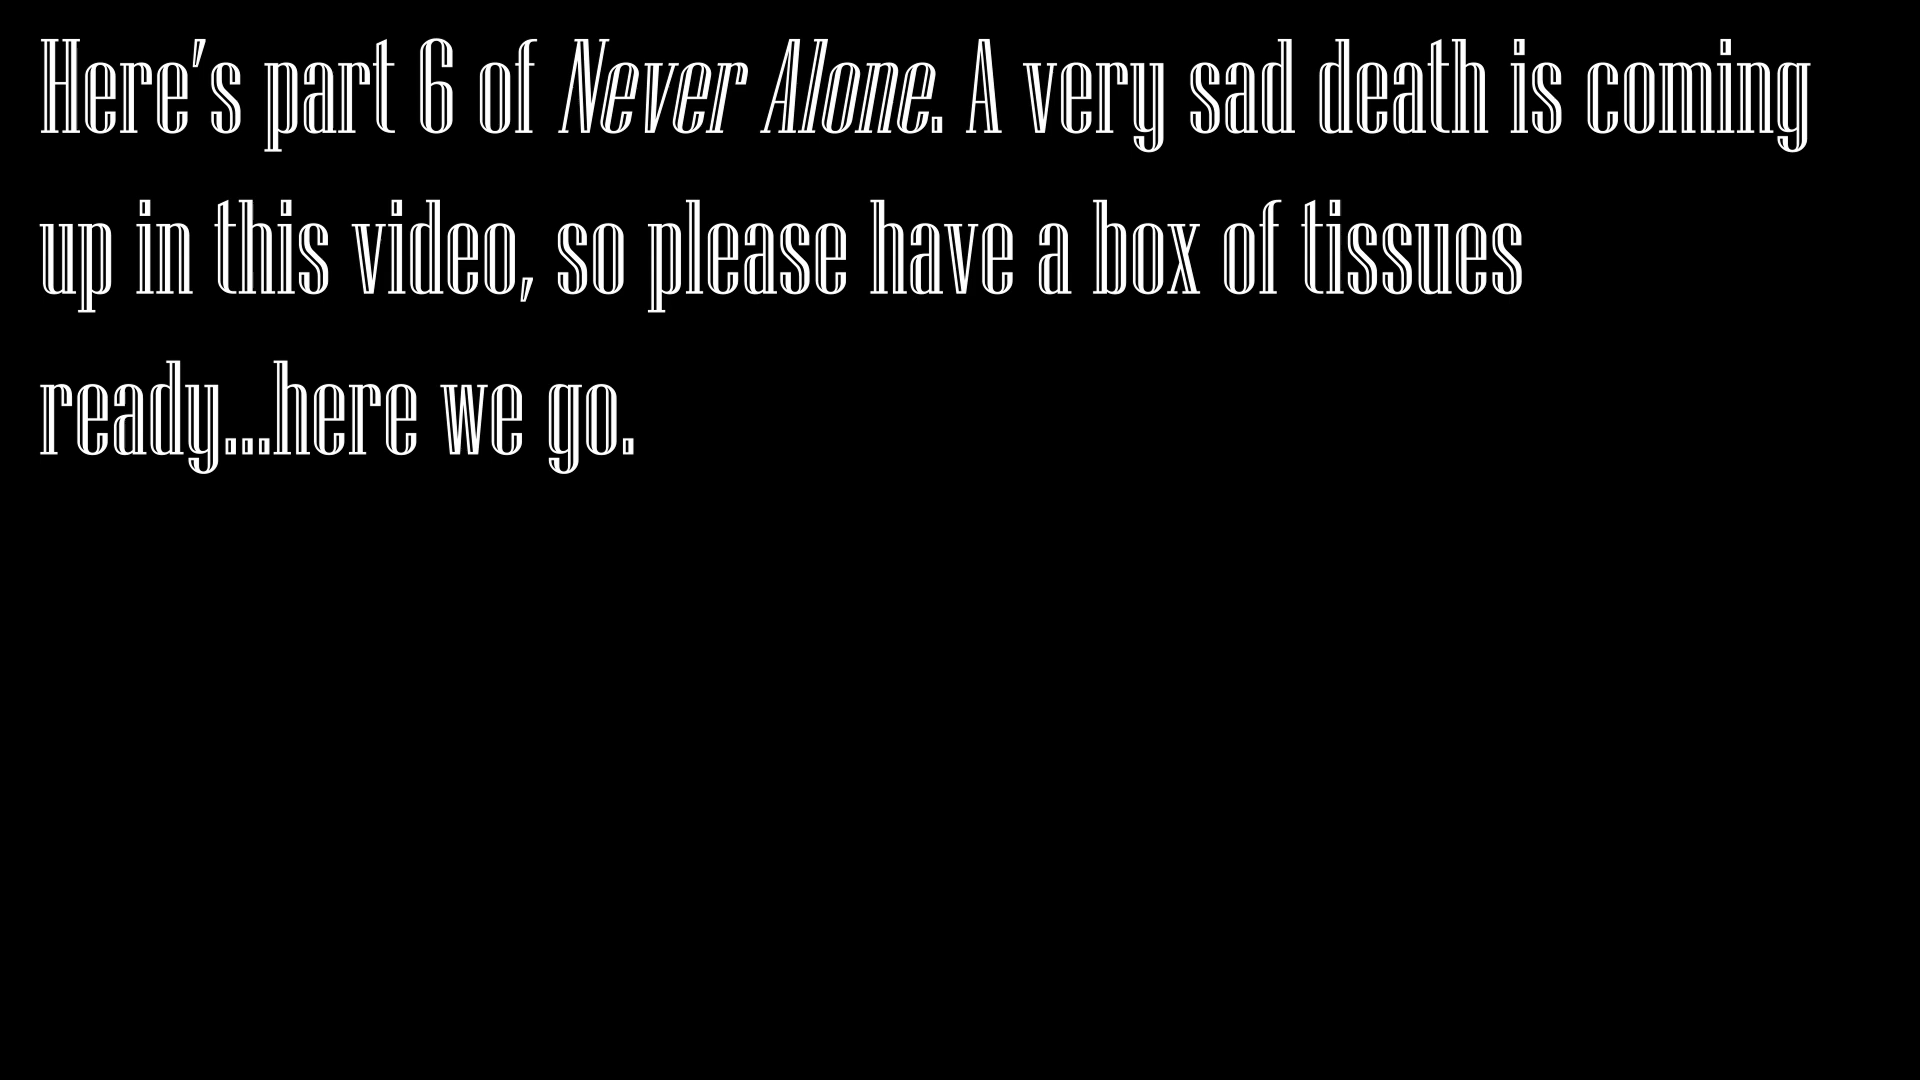 Here's part 6 of Never Alone. A very sad death is coming
up in this video, so please have a box of tissues
ready...here we go.